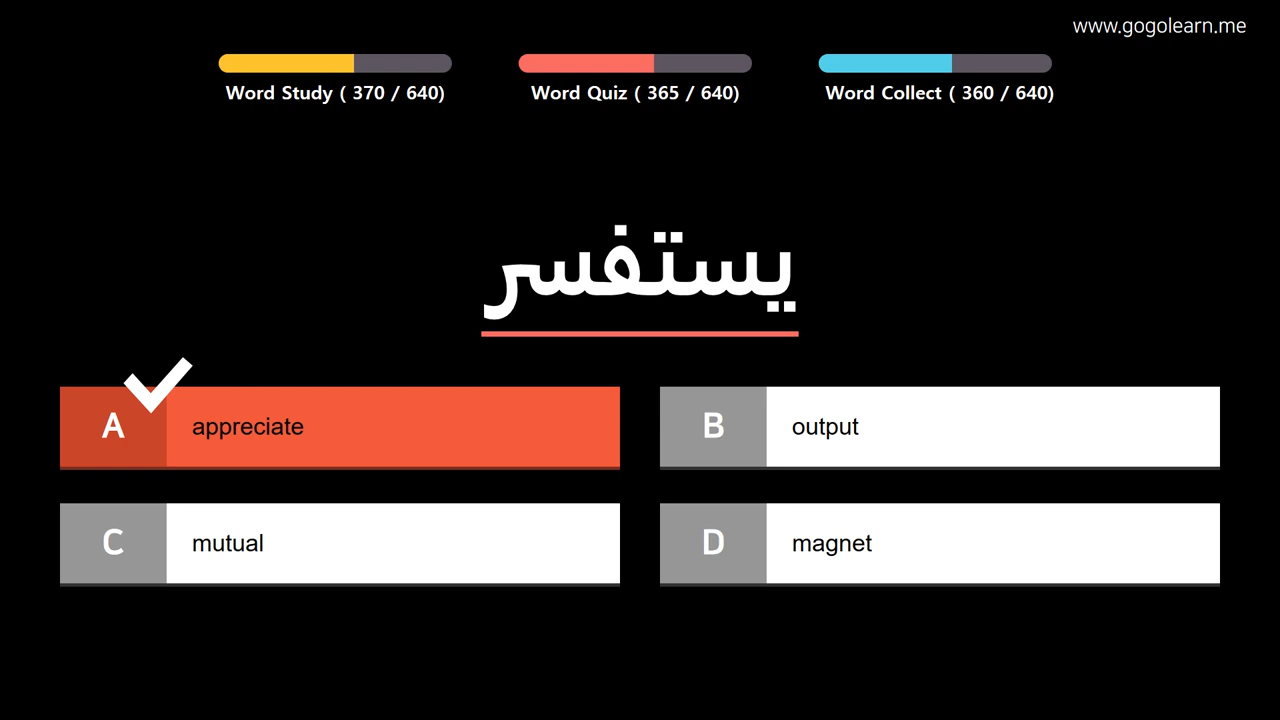 www.gogolearn.me
Word Study ( 370 / 640)
Word Quiz ( 365 / 640)
Word Collect ( 360 / 640)
يستفسر
A appreciate
B output
C mutual
D magnet